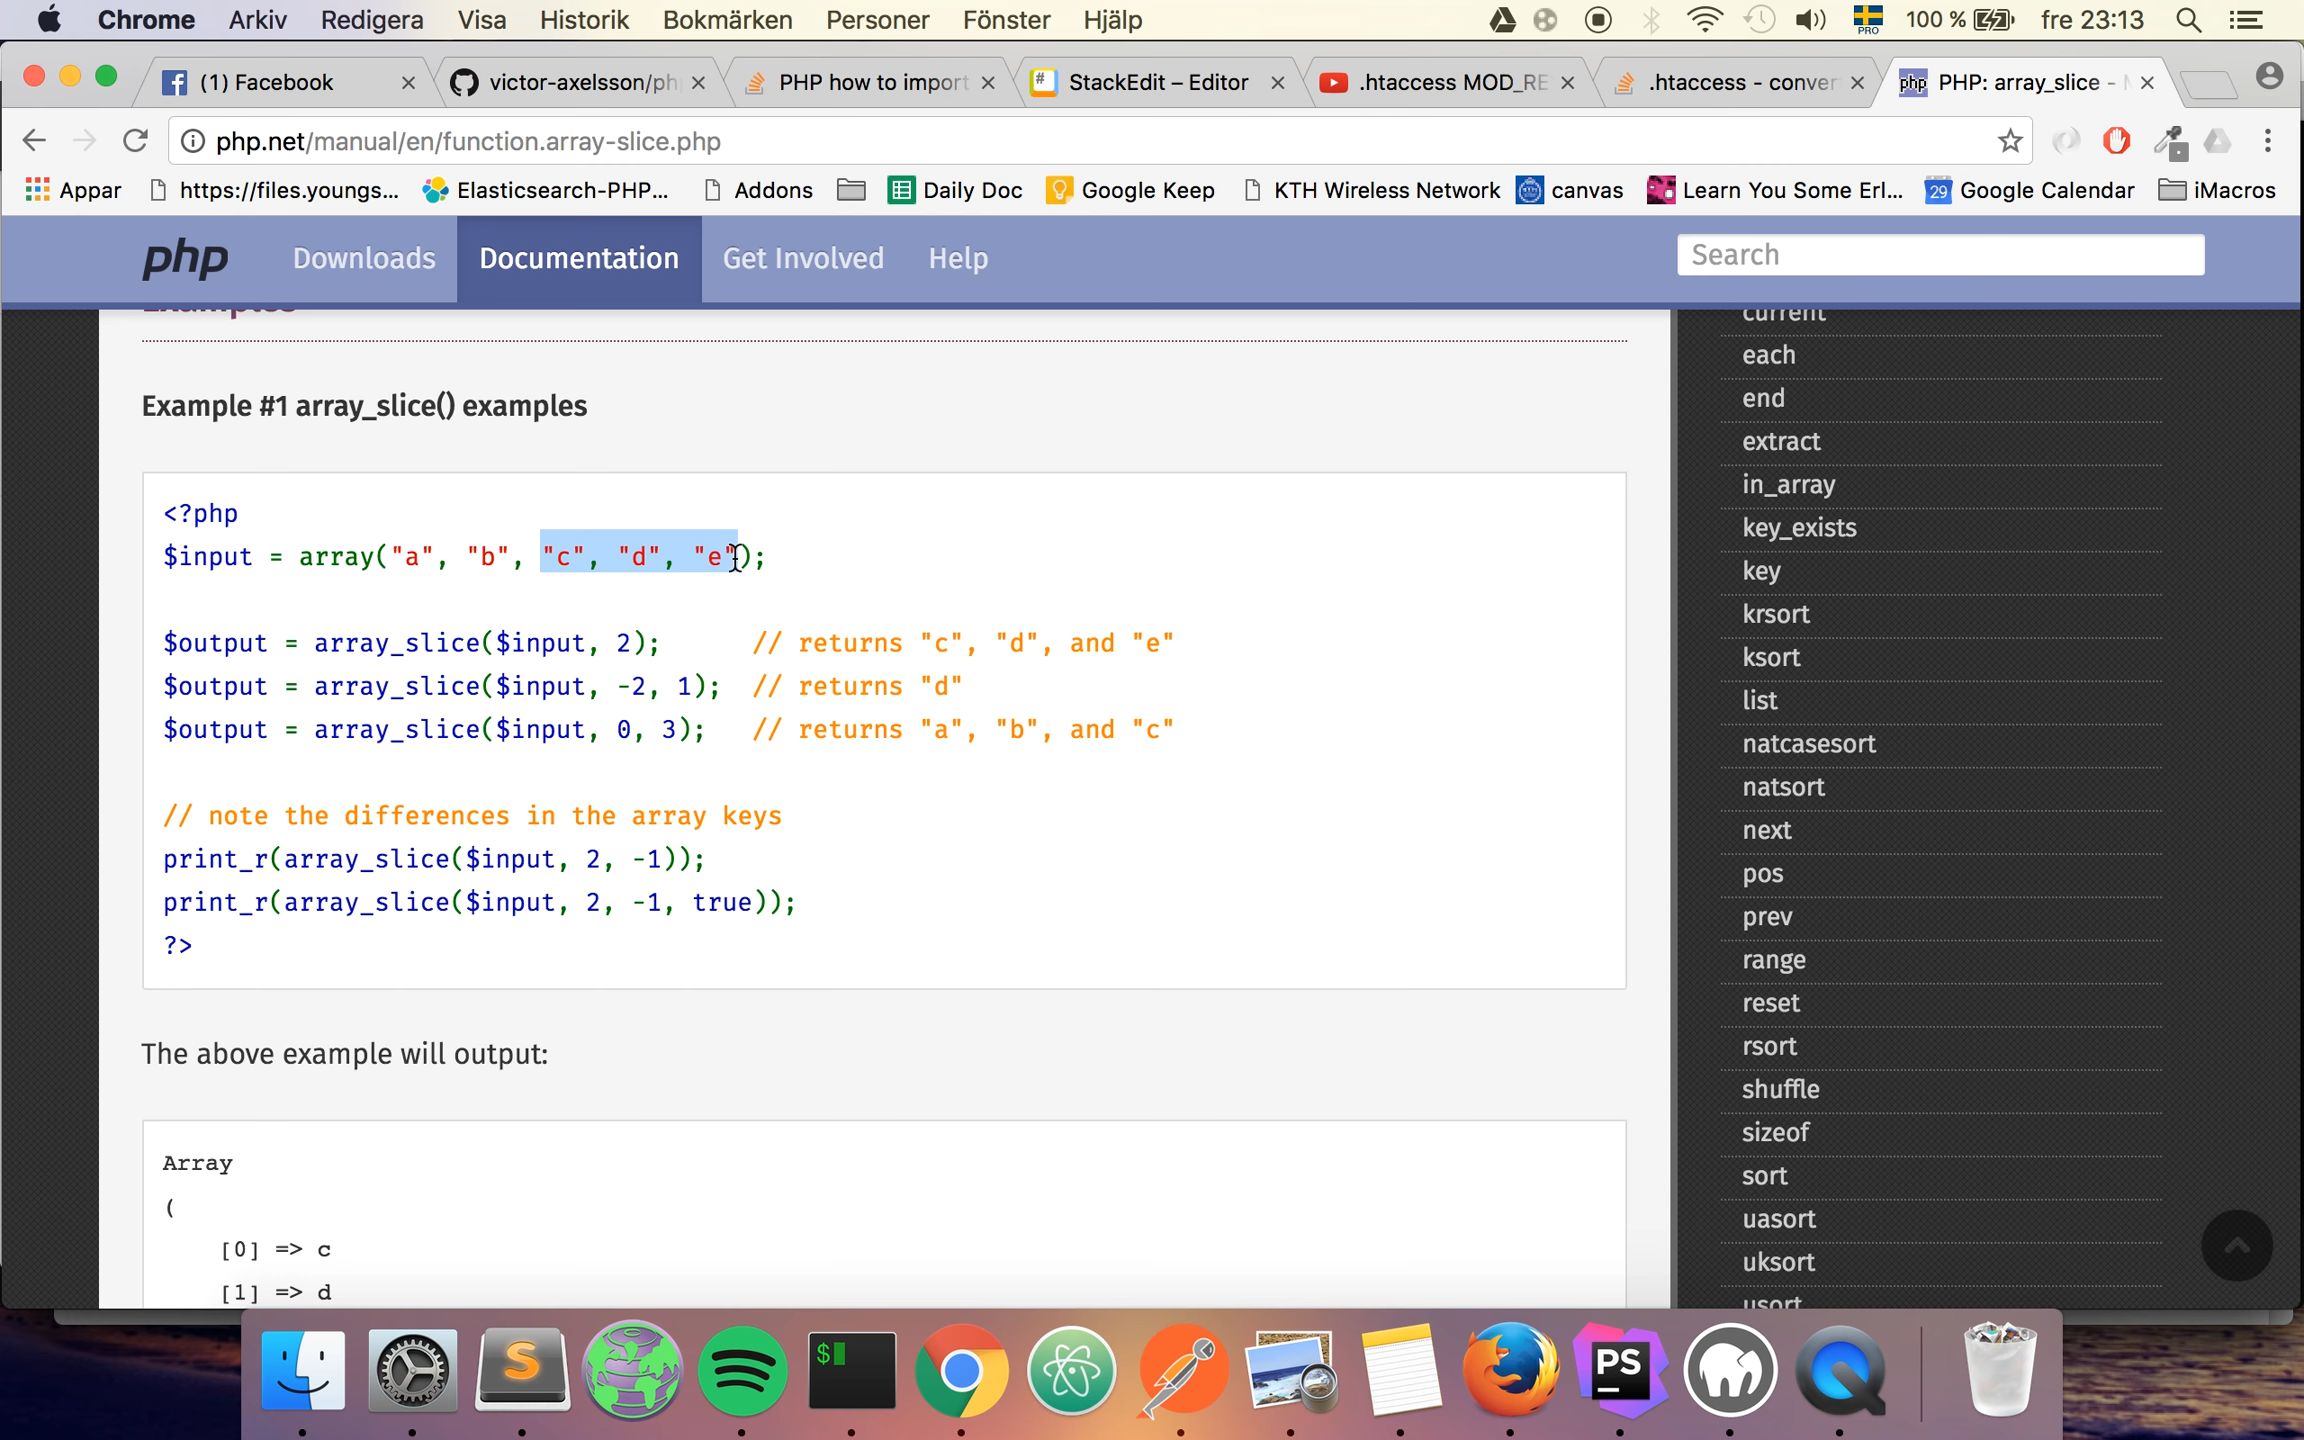 Chrome Arkiv Redigera Visa Historik Bokmärken Personer Fönster Hjälp PRO 100 % fre 23:13
(1) Facebook
victor-axelsson/ph
PHP how to import
StackEdit – Editor
.htaccess MOD_RE
.htaccess - conver
php PHP: array_slice -
php.net/manual/en/function.array-slice.php
Appar https://files.youngs... Elasticsearch-PHP... Addons Daily Doc Google Keep KTH Wireless Network canvas Learn You Some Erl... 29 Google Calendar iMacros
php Downloads Documentation Get Involved Help Search
Examples
Example #1 array_slice() examples
<?php
$input = array("a", "b", "c", "d", "e");
$output = array_slice($input, 2);      // returns "c", "d", and "e"
$output = array_slice($input, -2, 1);  // returns "d"
$output = array_slice($input, 0, 3);   // returns "a", "b", and "c"
// note the differences in the array keys
print_r(array_slice($input, 2, -1));
print_r(array_slice($input, 2, -1, true));
?>
The above example will output:
Array
(
[0] => c
[1] => d
current
each
end
extract
in_array
key_exists
key
krsort
ksort
list
natcasesort
natsort
next
pos
prev
range
reset
rsort
shuffle
sizeof
sort
uasort
uksort
usort
S
$
PS